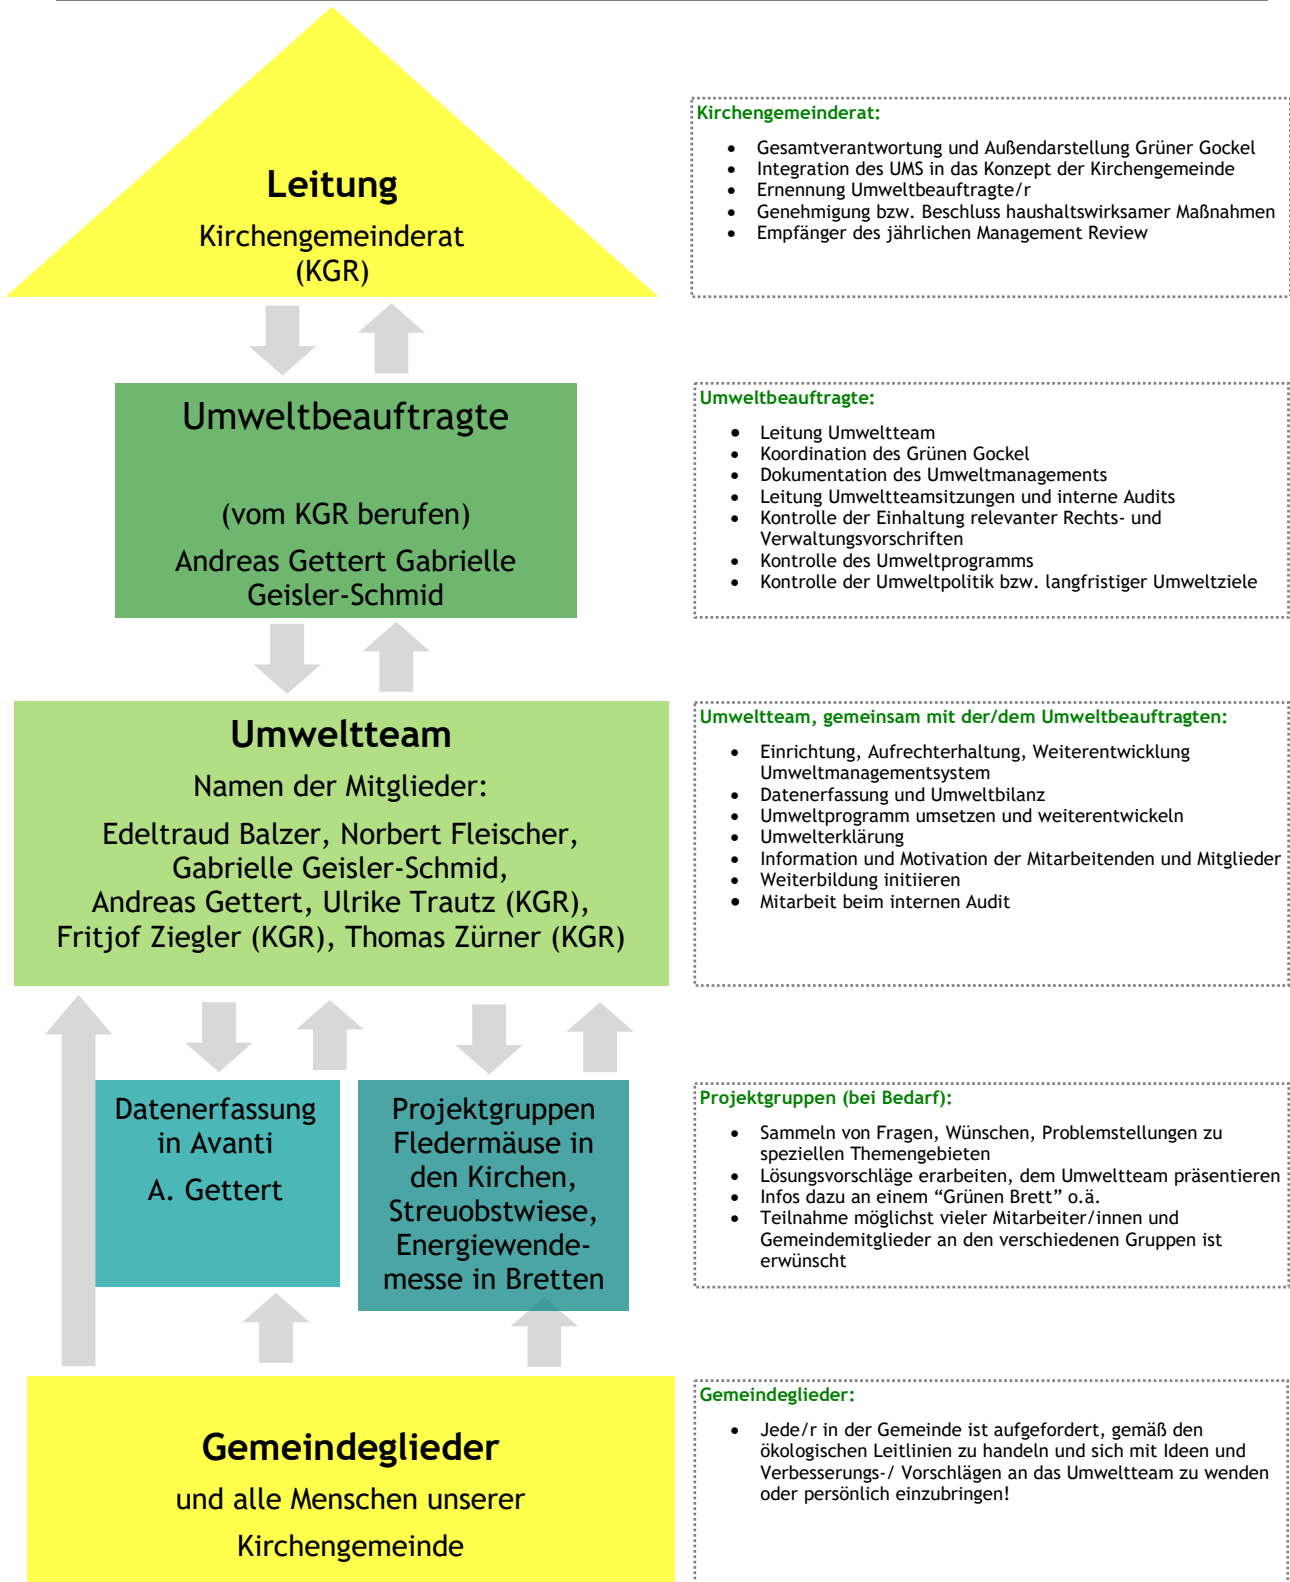 Leitung
Kirchengemeinderat
(KGR)
Kirchengemeinderat:
• Gesamtverantwortung und Außendarstellung Grüner Gockel
• Integration des UMS in das Konzept der Kirchengemeinde
• Ernennung Umweltbeauftragte/r
• Genehmigung bzw. Beschluss haushaltswirksamer Maßnahmen
• Empfänger des jährlichen Management Review
Umweltbeauftragte
(vom KGR berufen)
Andreas Gettert Gabrielle
Geisler-Schmid
Umweltbeauftragte:
• Leitung Umweltteam
• Koordination des Grünen Gockel
• Dokumentation des Umweltmanagements
• Leitung Umweltteamsitzungen und interne Audits
• Kontrolle der Einhaltung relevanter Rechts- und
Verwaltungsvorschriften
• Kontrolle des Umweltprogramms
• Kontrolle der Umweltpolitik bzw. langfristiger Umweltziele
Umweltteam
Namen der Mitglieder:
Edeltraud Balzer, Norbert Fleischer,
Gabrielle Geisler-Schmid,
Andreas Gettert, Ulrike Trautz (KGR),
Fritjof Ziegler (KGR), Thomas Zürner (KGR)
Umweltteam, gemeinsam mit der/dem Umweltbeauftragten:
• Einrichtung, Aufrechterhaltung, Weiterentwicklung
Umweltmanagementsystem
• Datenerfassung und Umweltbilanz
• Umweltprogramm umsetzen und weiterentwickeln
• Umwelterklärung
• Information und Motivation der Mitarbeitenden und Mitglieder
• Weiterbildung initiieren
• Mitarbeit beim internen Audit
Datenerfassung
in Avanti
A. Gettert
Projektgruppen
Fledermäuse in
den Kirchen,
Streuobstwiese,
Energiewende-
messe in Bretten
Projektgruppen (bei Bedarf):
• Sammeln von Fragen, Wünschen, Problemstellungen zu
speziellen Themengebieten
• Lösungsvorschläge erarbeiten, dem Umweltteam präsentieren
• Infos dazu an einem “Grünen Brett” o.ä.
• Teilnahme möglichst vieler Mitarbeiter/innen und
Gemeindemitglieder an den verschiedenen Gruppen ist
erwünscht
Gemeindeglieder
und alle Menschen unserer
Kirchengemeinde
Gemeindeglieder:
• Jede/r in der Gemeinde ist aufgefordert, gemäß den
ökologischen Leitlinien zu handeln und sich mit Ideen und
Verbesserungs-/ Vorschlägen an das Umweltteam zu wenden
oder persönlich einzubringen!